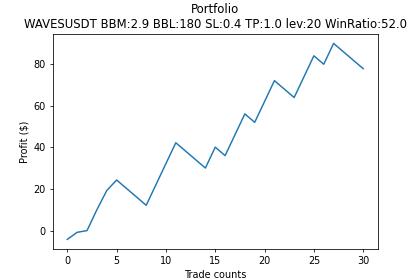 Portfolio
WAVESUSDT BBM:2.9 BBL:180 SL:0.4 TP:1.0 lev:20 WinRatio:52.0
Profit ($)
80
60
40
20
0
0 5 10 15 20 25 30
Trade counts